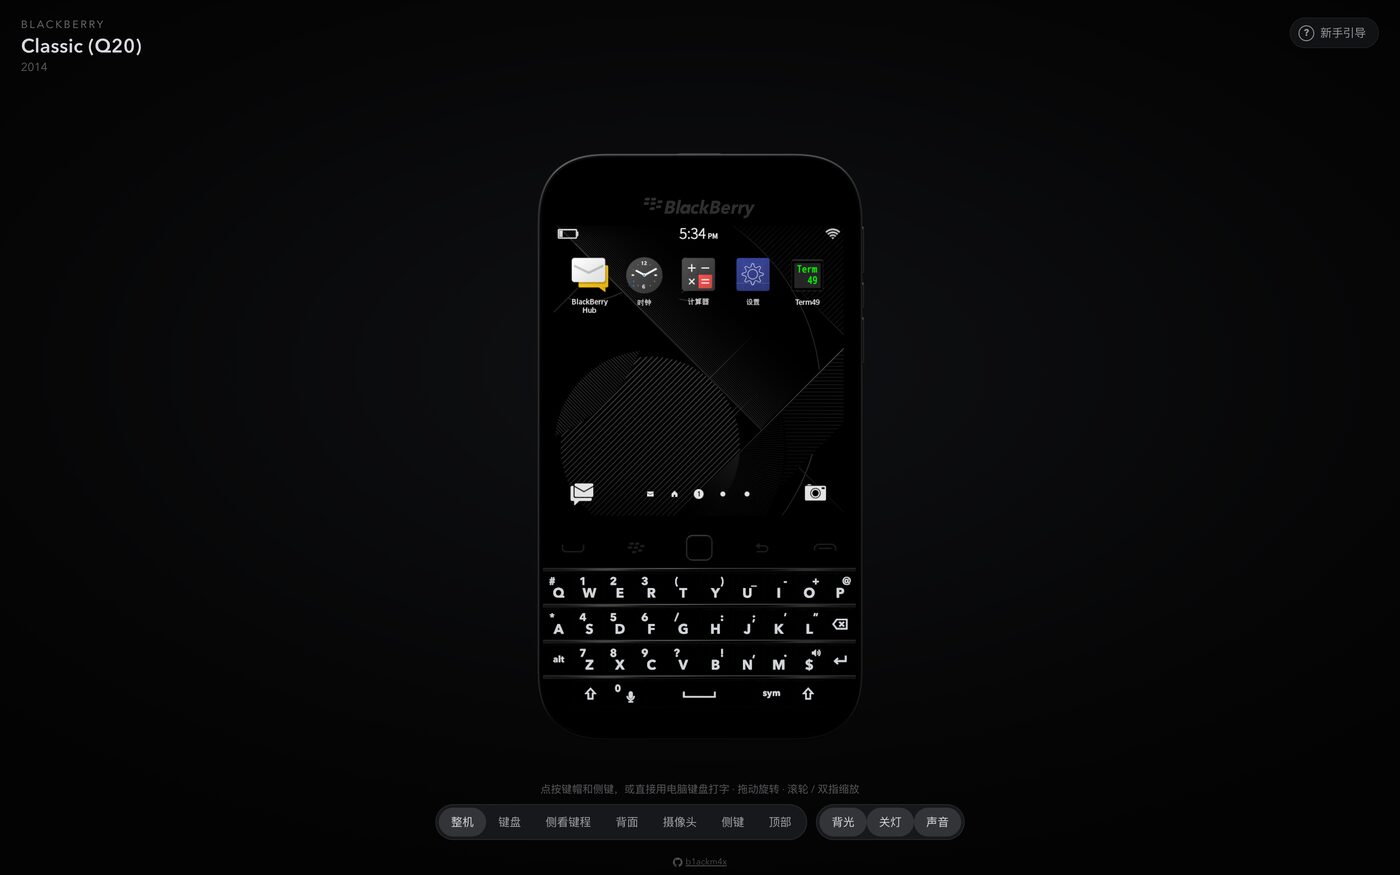 BLACKBERRY
Classic (Q20)
2014
? 新手引导
BlackBerry
5:34 PM
12
6
Term
49
BlackBerry
Hub
时钟
计算器
设置
Term49
1
# 1 2 3 ( ) _ - + @
Q W E R T Y U I O P
* 4 5 6 / : ; ' "
A S D F G H J K L
alt 7 8 9 ? ! , .
Z X C V B N M $
0 sym
点按键帽和侧键，或直接用电脑键盘打字 · 拖动旋转 · 滚轮 / 双指缩放
整机 键盘 侧看键程 背面 摄像头 侧键 顶部 背光 关灯 声音
b1ackm4x